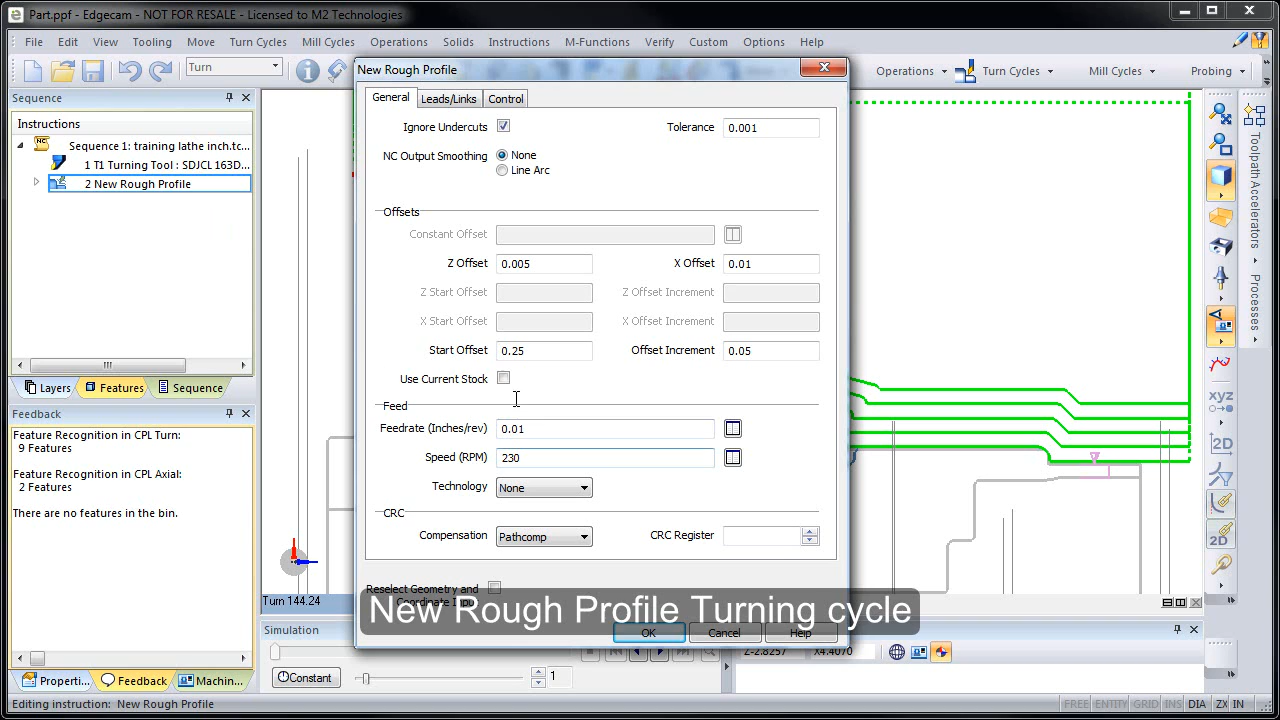 Part.ppf - Edgecam - NOT FOR RESALE - Licensed to M2 Technologies
File Edit View Tooling Move Turn Cycles Mill Cycles Operations Solids Instructions M-Functions Verify Custom Options Help
Turn
Operations Turn Cycles Mill Cycles Probing
Sequence
Instructions
Sequence 1: training lathe inch.tc...
1 T1 Turning Tool : SDJCL 163D...
2 New Rough Profile
Layers Features Sequence
Feedback
Feature Recognition in CPL Turn:
9 Features
Feature Recognition in CPL Axial:
2 Features
There are no features in the bin.
Properti... Feedback Machin...
New Rough Profile
General Leads/Links Control
Ignore Undercuts
Tolerance 0.001
NC Output Smoothing
None
Line Arc
Offsets
Constant Offset
Z Offset 0.005 X Offset 0.01
Z Start Offset Z Offset Increment
X Start Offset X Offset Increment
Start Offset 0.25 Offset Increment 0.05
Use Current Stock
Feed
Feedrate (Inches/rev) 0.01
Speed (RPM) 230
Technology None
CRC
Compensation Pathcomp CRC Register
Reselect Geometry and
Coordinate Input
New Rough Profile Turning cycle
OK Cancel Help
Toolpath Accelerators
Processes
xyz
2D
2D
Turn 144.24
Simulation
Constant
1
Z-2.8257 X4.4070
Editing instruction: New Rough Profile
FREE ENTITY GRID INS DIA ZX IN